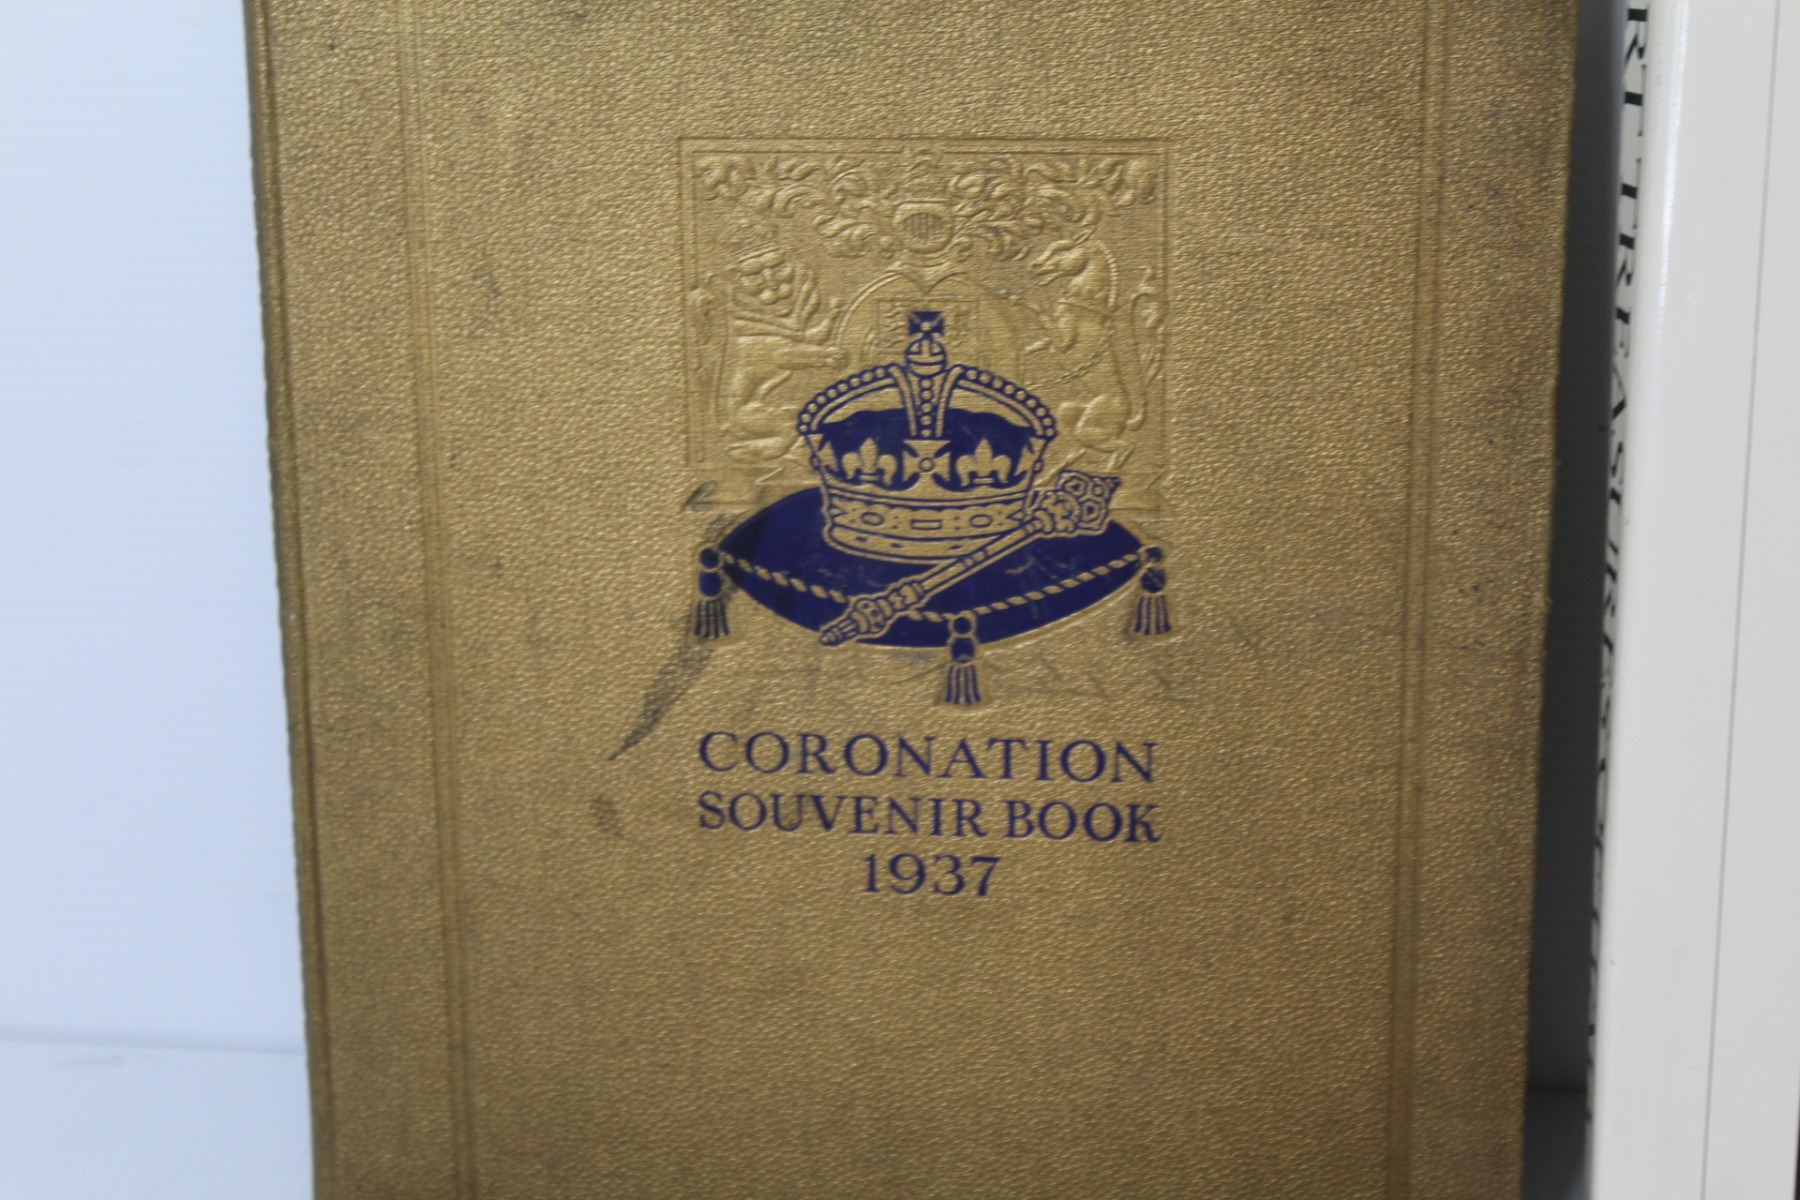 CORONATION
SOUVENIR BOOK
1937